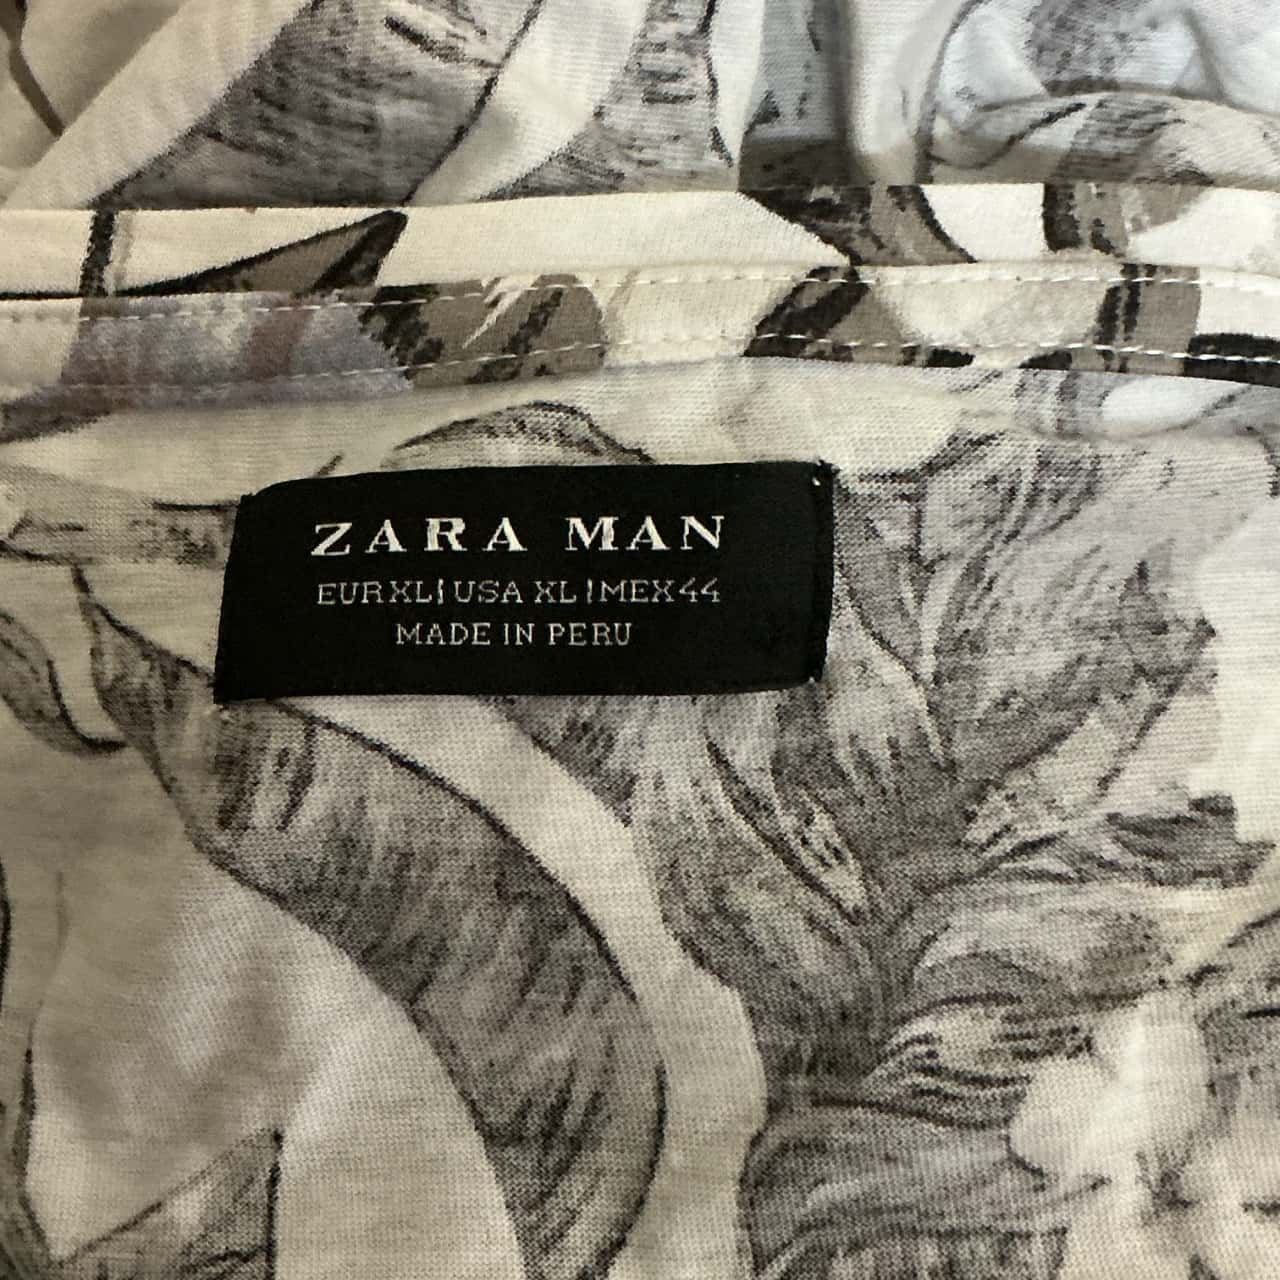 ZARA MAN
EUR XL | USA XL | MEX 44
MADE IN PERU